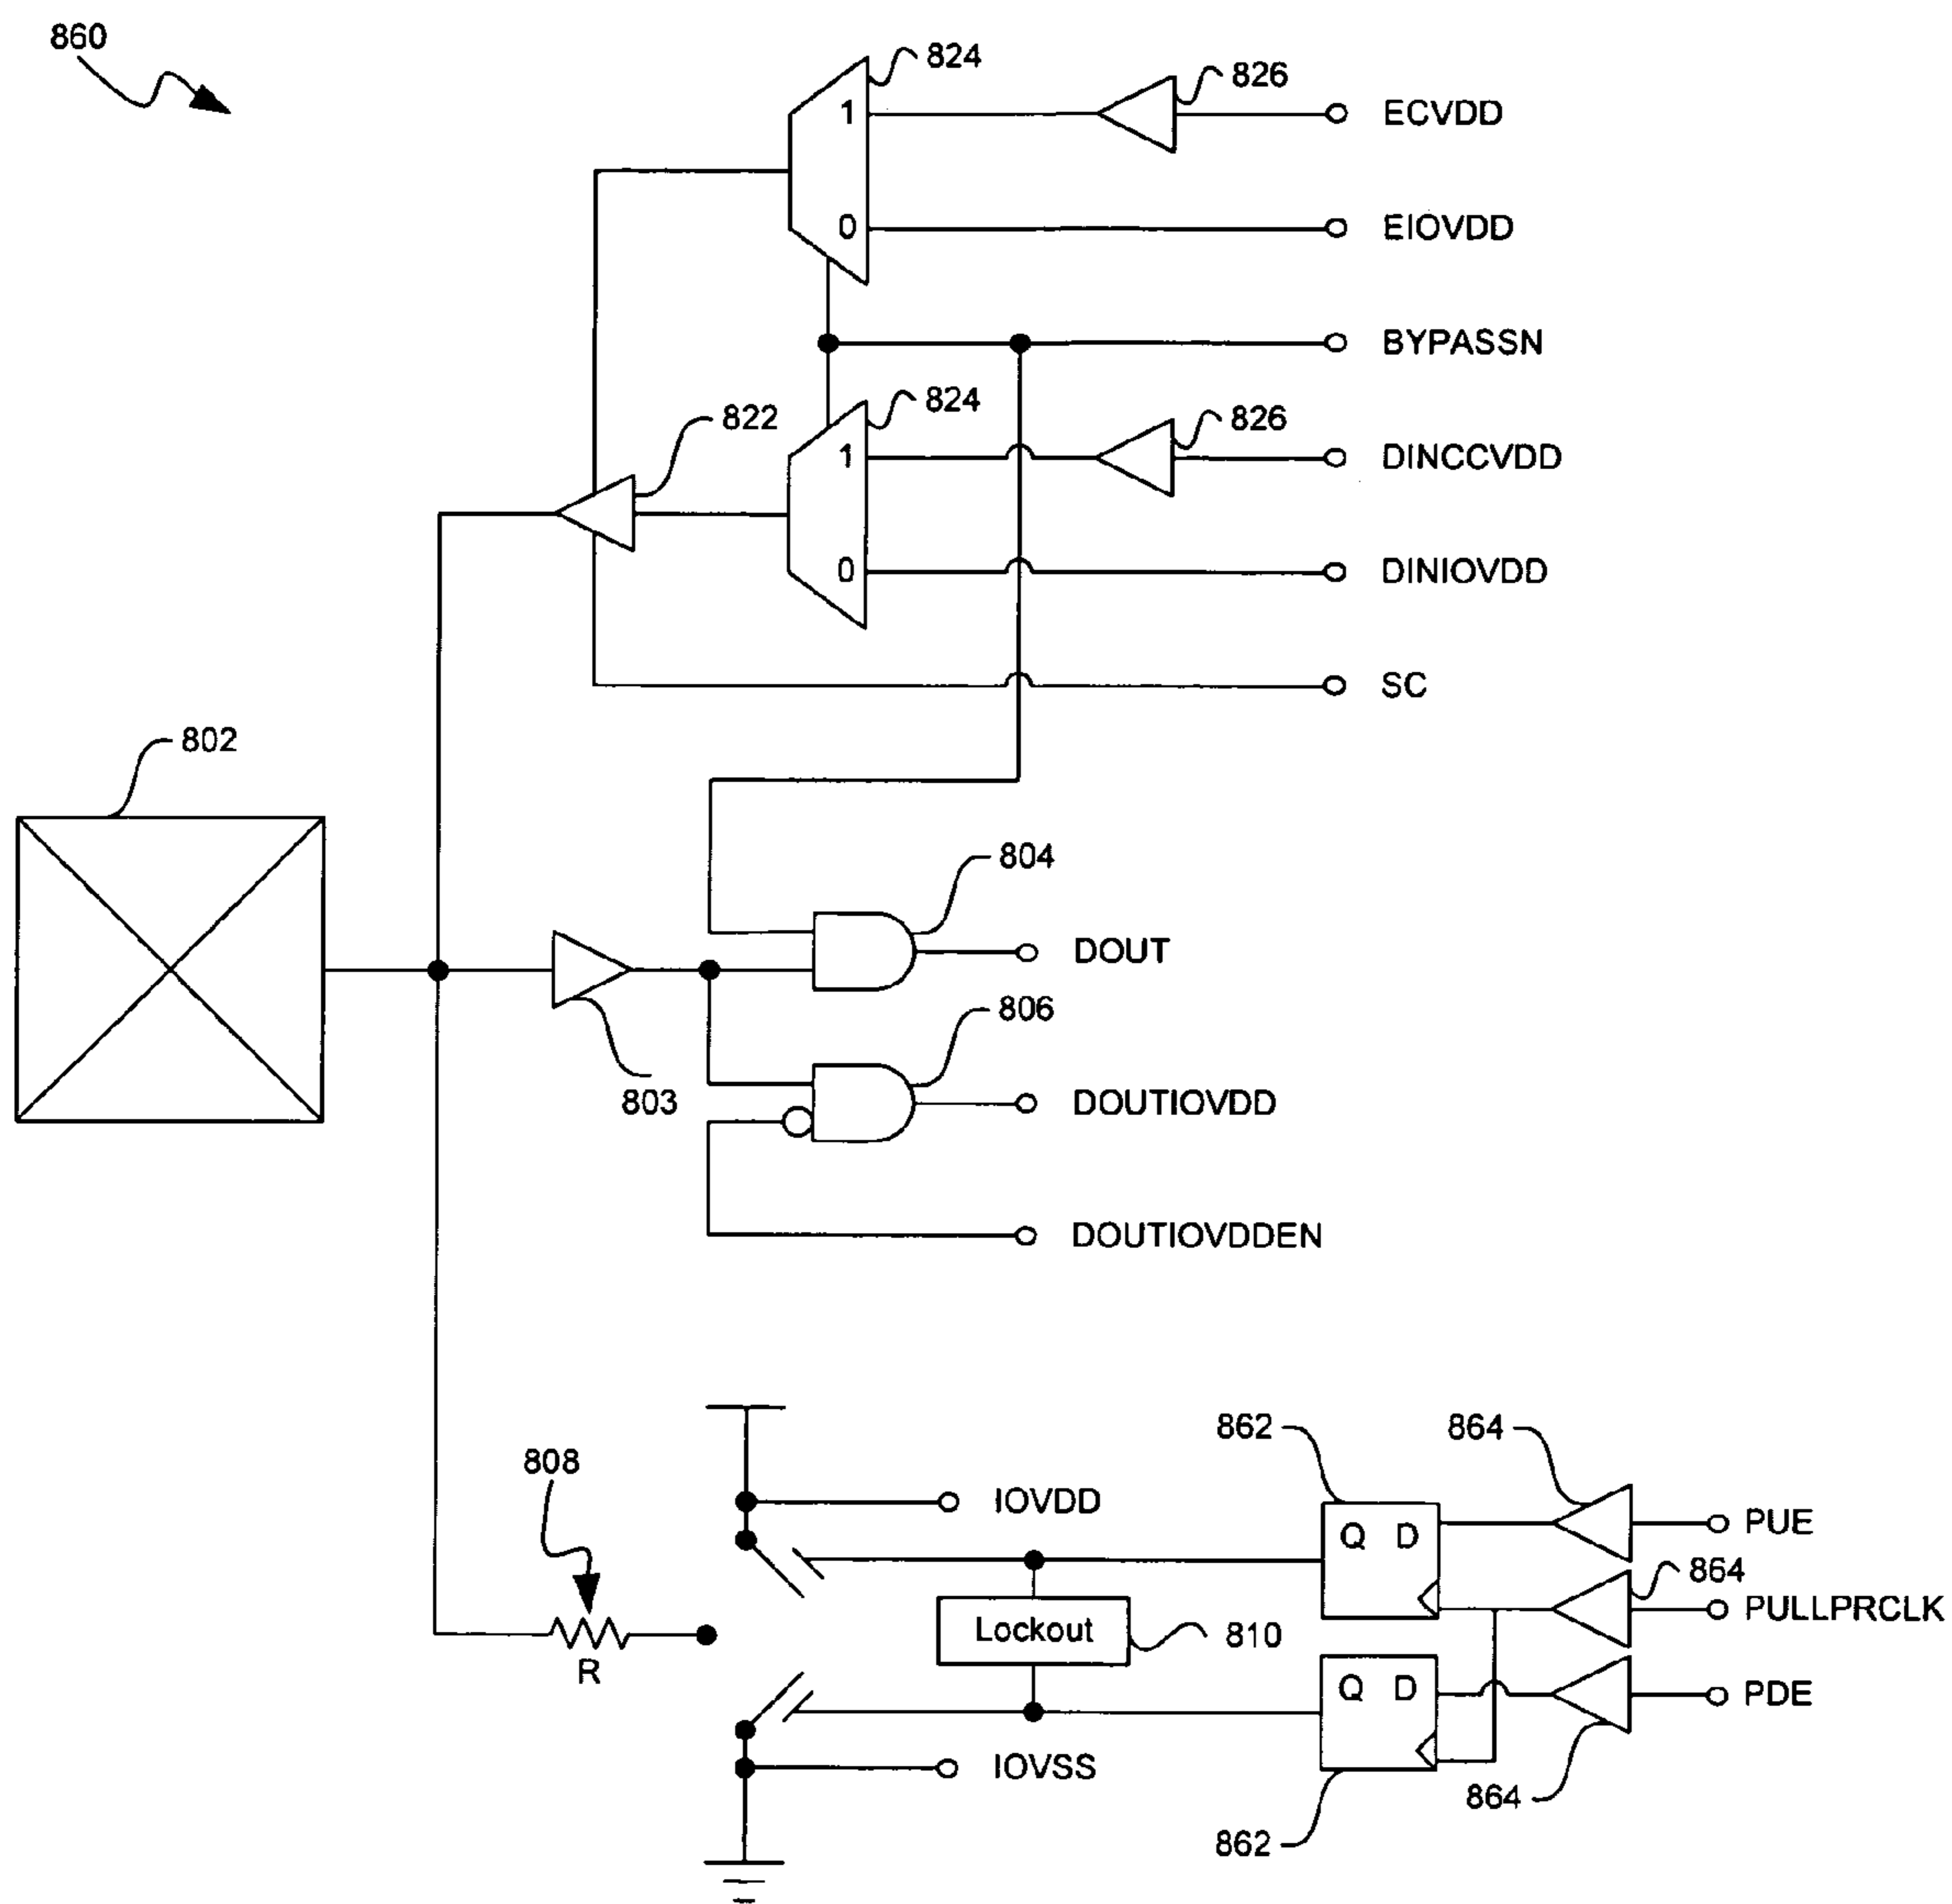 860
824
826
1
ECVDD
0
EIOVDD
BYPASSN
824
826
822
1
DINCCVDD
0
DINIOVDD
SC
802
804
DOUT
806
803
DOUTIOVDD
DOUTIOVDDEN
862
864
808
IOVDD
Q D
PUE
864
PULLPRCLK
Lockout
810
R
Q D
PDE
IOVSS
864
862